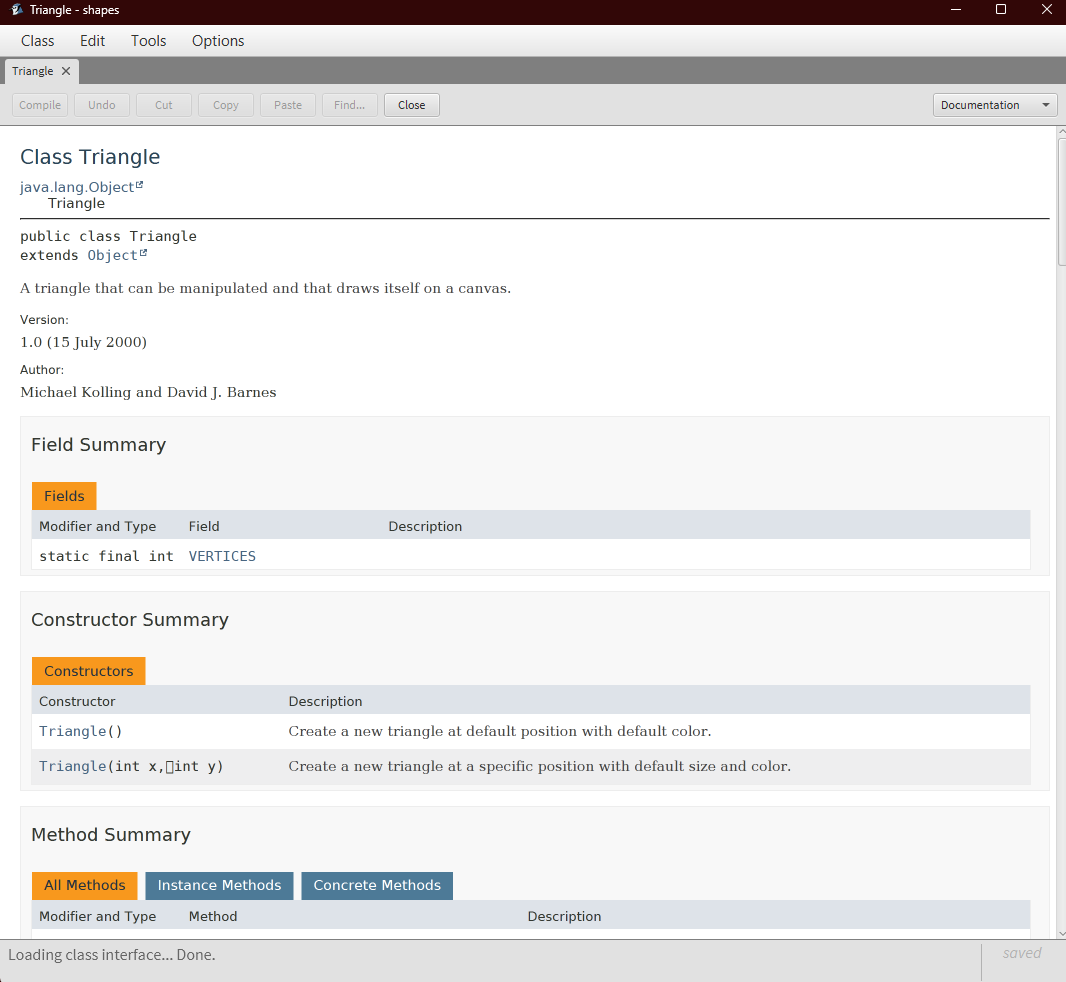 Triangle - shapes
Class Edit Tools Options
Triangle
Compile Undo Cut Copy Paste Find... Close Documentation
Class Triangle
java.lang.Object
Triangle
public class Triangle
extends Object
A triangle that can be manipulated and that draws itself on a canvas.
Version:
1.0 (15 July 2000)
Author:
Michael Kolling and David J. Barnes
Field Summary
Fields
Modifier and Type Field Description
static final int VERTICES
Constructor Summary
Constructors
Constructor Description
Triangle() Create a new triangle at default position with default color.
Triangle(int x,▯int y) Create a new triangle at a specific position with default size and color.
Method Summary
All Methods Instance Methods Concrete Methods
Modifier and Type Method Description
Loading class interface... Done.
saved